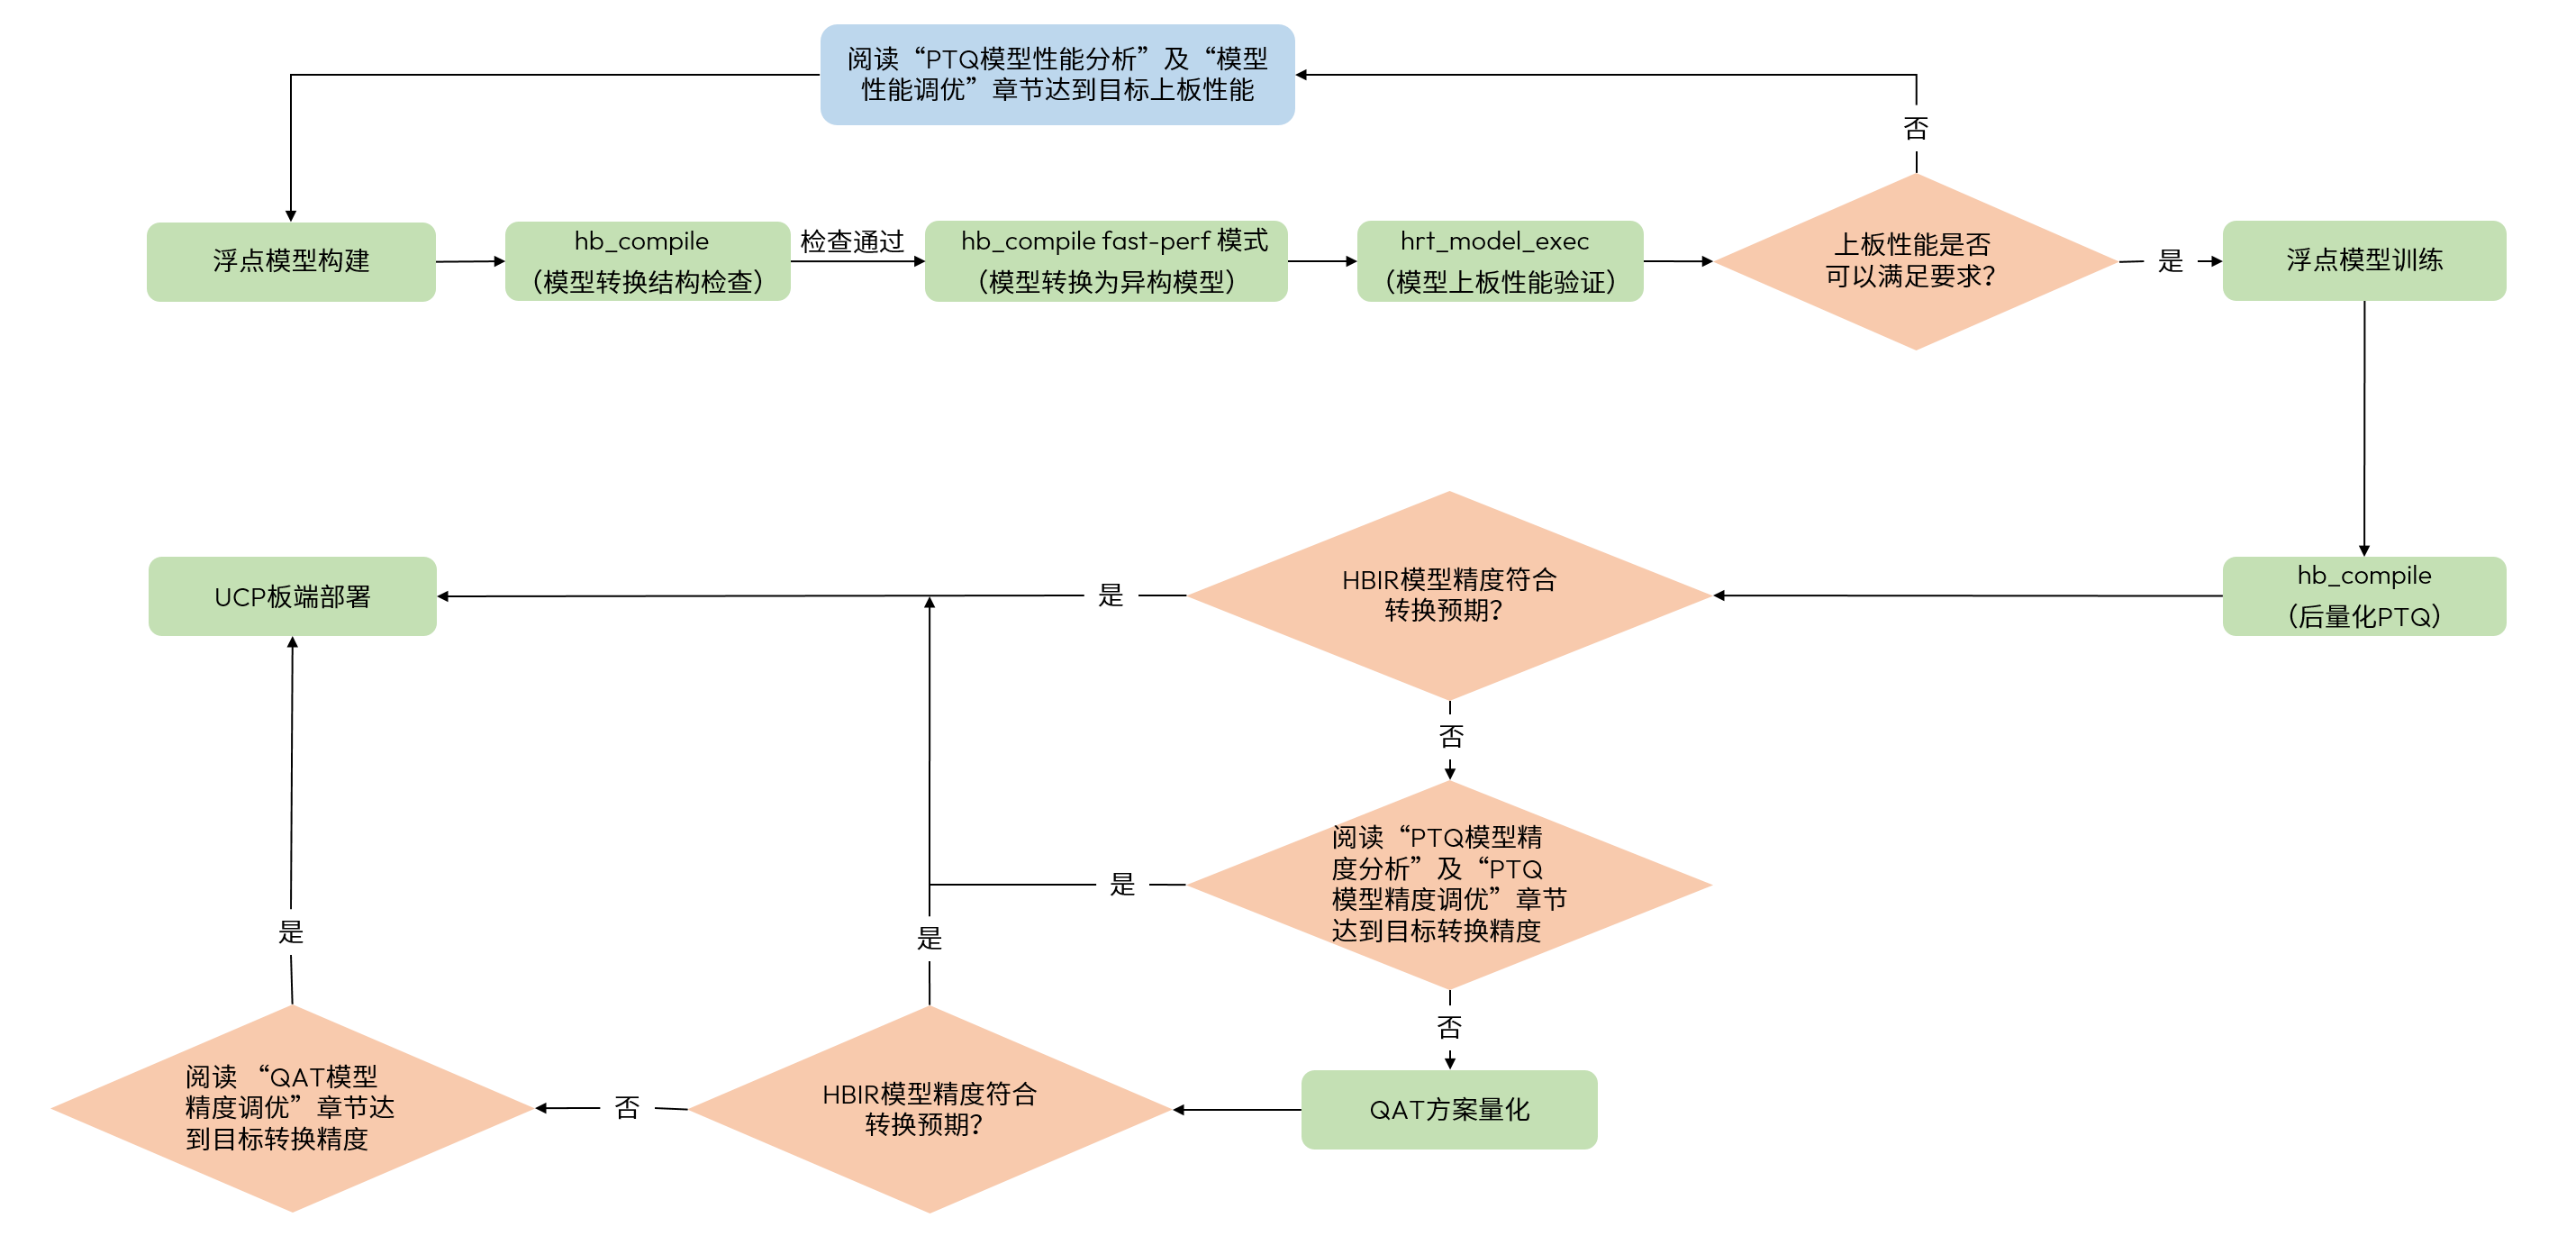 阅读“PTQ模型性能分析”及“模型
性能调优”章节达到目标上板性能
否
浮点模型构建
hb_compile
（模型转换结构检查）
检查通过
hb_compile fast-perf 模式
（模型转换为异构模型）
hrt_model_exec
（模型上板性能验证）
上板性能是否
可以满足要求？
是
浮点模型训练
UCP板端部署
是
HBIR模型精度符合
转换预期？
hb_compile
（后量化PTQ）
否
阅读“PTQ模型精
度分析”及“PTQ
模型精度调优”章节
达到目标转换精度
是
是
是
否
阅读 “QAT模型
精度调优”章节达
到目标转换精度
否
HBIR模型精度符合
转换预期？
QAT方案量化